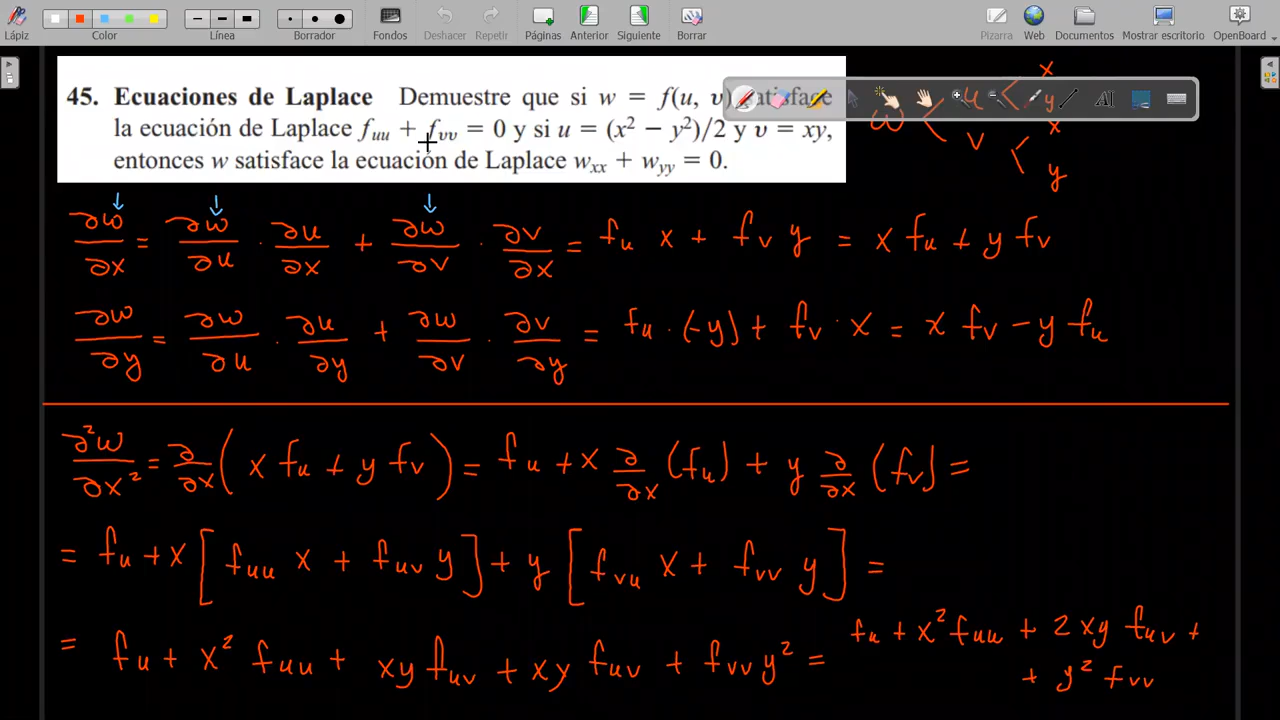 Lápiz Color Línea Borrador Fondos Deshacer Repetir Páginas Anterior Siguiente Borrar Pizarra Web Documentos Mostrar escritorio OpenBoard
45. Ecuaciones de Laplace Demuestre que si w = f(u, v) satisface
la ecuación de Laplace f_uu + f_vv = 0 y si u = (x² − y²)/2 y v = xy,
entonces w satisface la ecuación de Laplace w_xx + w_yy = 0.
w < u < x y
v < x y
∂w/∂x = ∂w/∂u · ∂u/∂x + ∂w/∂v · ∂v/∂x = f_u x + f_v y = x f_u + y f_v
∂w/∂y = ∂w/∂u · ∂u/∂y + ∂w/∂v · ∂v/∂y = f_u · (-y) + f_v · x = x f_v − y f_u
∂²w/∂x² = ∂/∂x (x f_u + y f_v) = f_u + x ∂/∂x (f_u) + y ∂/∂x (f_v) =
= f_u + x [f_uu x + f_uv y] + y [f_vu x + f_vv y] =
= f_u + x² f_uu + xy f_uv + xy f_uv + f_vv y² = f_u + x² f_uu + 2xy f_uv +
+ y² f_vv